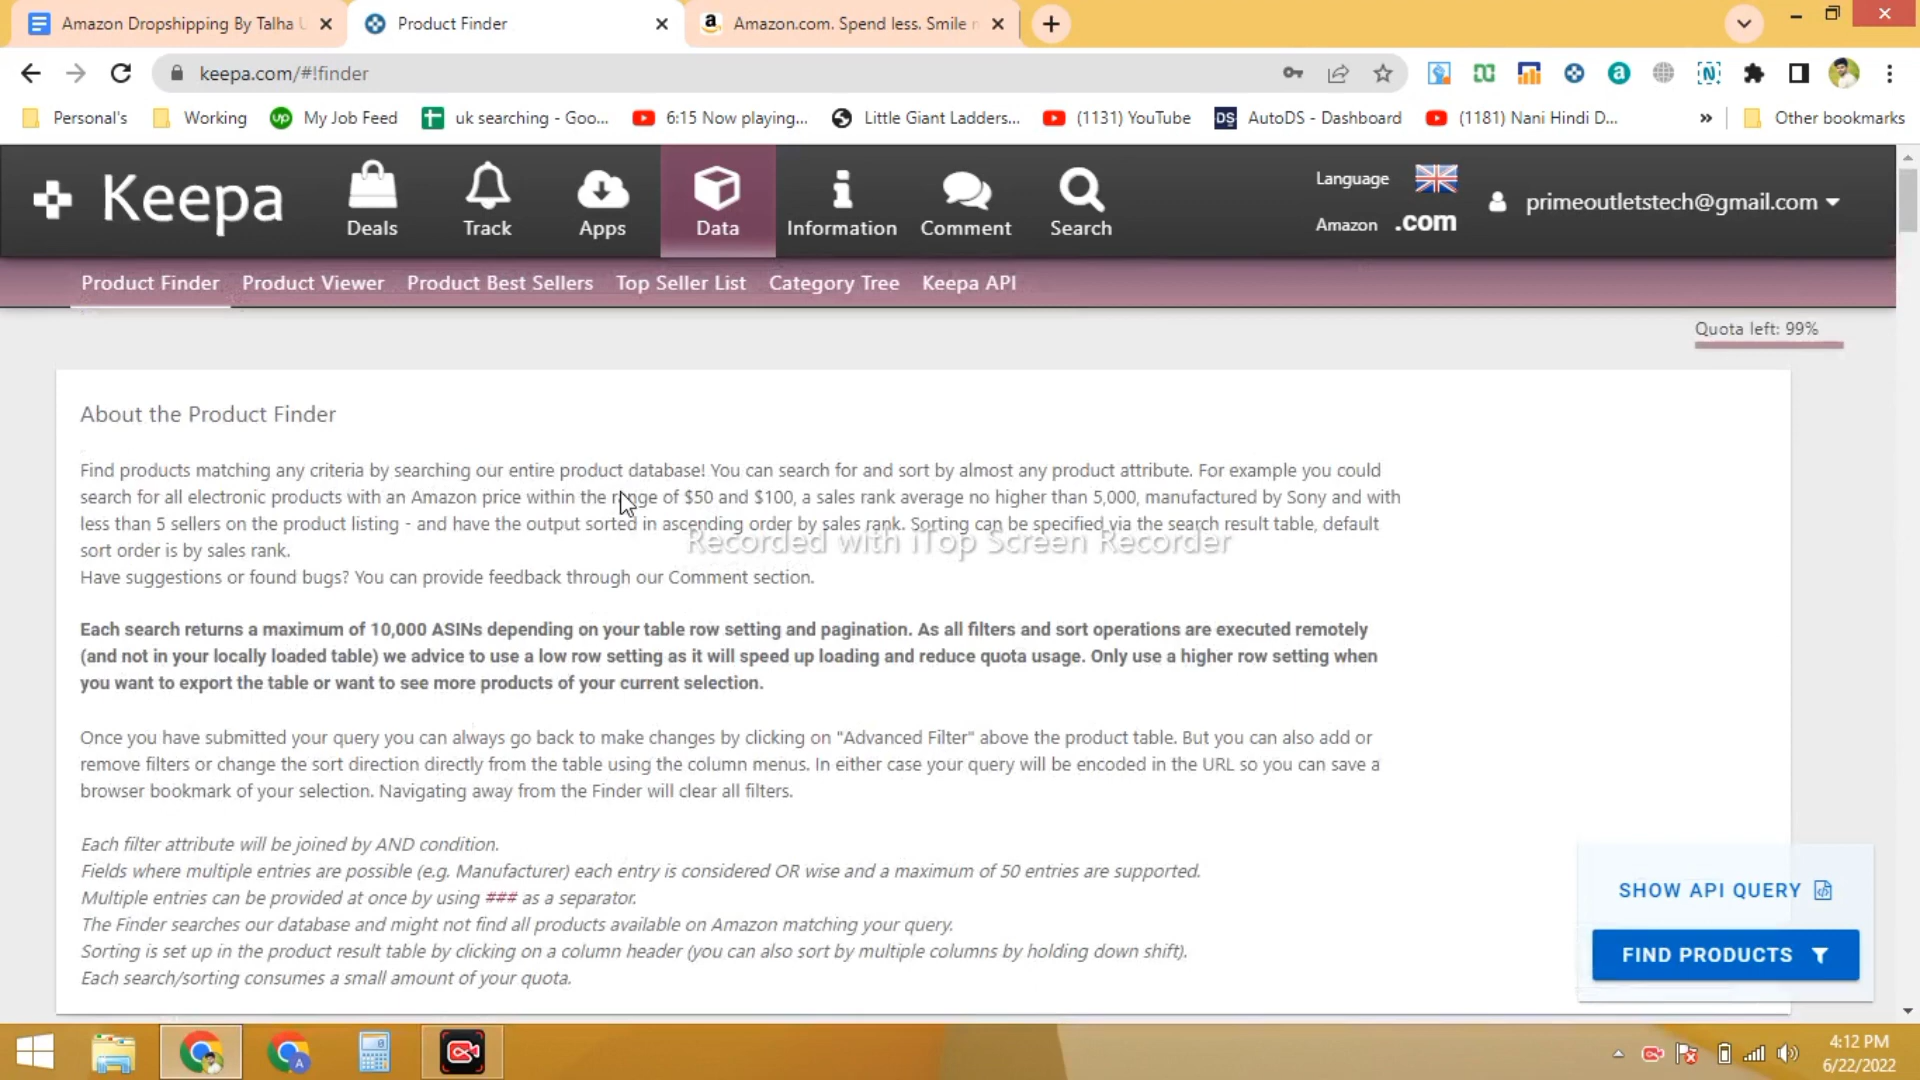 Amazon Dropshipping By Talha
Product Finder
Amazon.com. Spend less. Smile
keepa.com/#!finder
Personal's
Working
My Job Feed
uk searching - Goo...
6:15 Now playing...
Little Giant Ladders...
(1131) YouTube
AutoDS - Dashboard
(1181) Nani Hindi D...
»
Other bookmarks
Keepa
Deals
Track
Apps
Data
Information
Comment
Search
Language
Amazon .com
primeoutletstech@gmail.com
Product Finder
Product Viewer
Product Best Sellers
Top Seller List
Category Tree
Keepa API
Quota left: 99%
About the Product Finder
Find products matching any criteria by searching our entire product database! You can search for and sort by almost any product attribute. For example you could
search for all electronic products with an Amazon price within the range of $50 and $100, a sales rank average no higher than 5,000, manufactured by Sony and with
less than 5 sellers on the product listing - and have the output sorted in ascending order by sales rank. Sorting can be specified via the search result table, default
sort order is by sales rank.
Recorded with iTop Screen Recorder
Have suggestions or found bugs? You can provide feedback through our Comment section.
Each search returns a maximum of 10,000 ASINs depending on your table row setting and pagination. As all filters and sort operations are executed remotely
(and not in your locally loaded table) we advice to use a low row setting as it will speed up loading and reduce quota usage. Only use a higher row setting when
you want to export the table or want to see more products of your current selection.
Once you have submitted your query you can always go back to make changes by clicking on "Advanced Filter" above the product table. But you can also add or
remove filters or change the sort direction directly from the table using the column menus. In either case your query will be encoded in the URL so you can save a
browser bookmark of your selection. Navigating away from the Finder will clear all filters.
Each filter attribute will be joined by AND condition.
Fields where multiple entries are possible (e.g. Manufacturer) each entry is considered OR wise and a maximum of 50 entries are supported.
Multiple entries can be provided at once by using ### as a separator.
The Finder searches our database and might not find all products available on Amazon matching your query.
Sorting is set up in the product result table by clicking on a column header (you can also sort by multiple columns by holding down shift).
Each search/sorting consumes a small amount of your quota.
SHOW API QUERY
FIND PRODUCTS
4:12 PM
6/22/2022